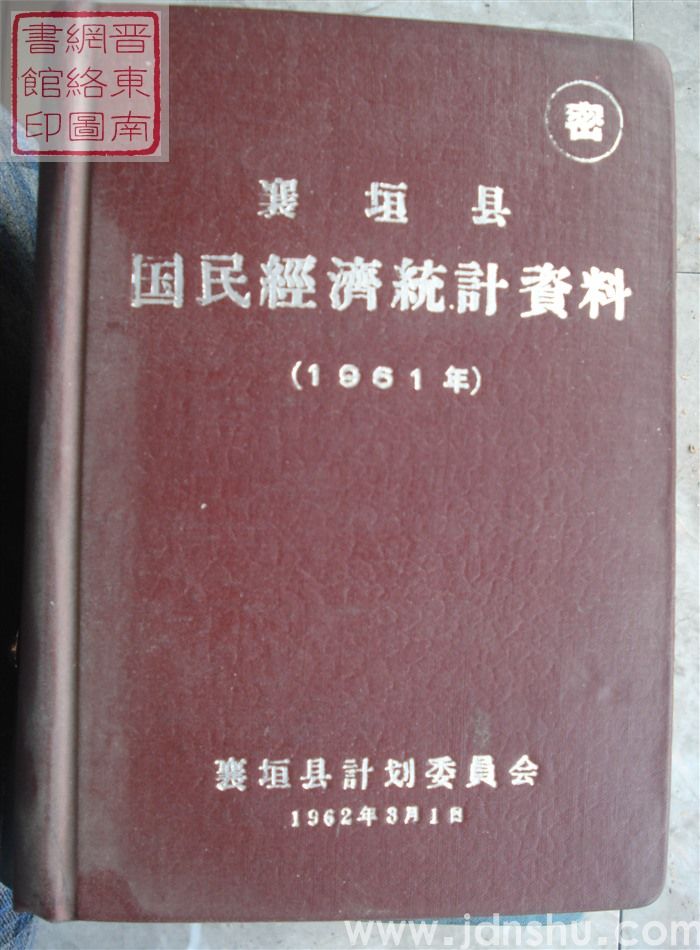 晋東南
網絡圖
書館印
密
襄垣县
国民經濟統計資料
(1961年)
襄垣县計划委員会
1962年3月1日
www.jdnshu.com